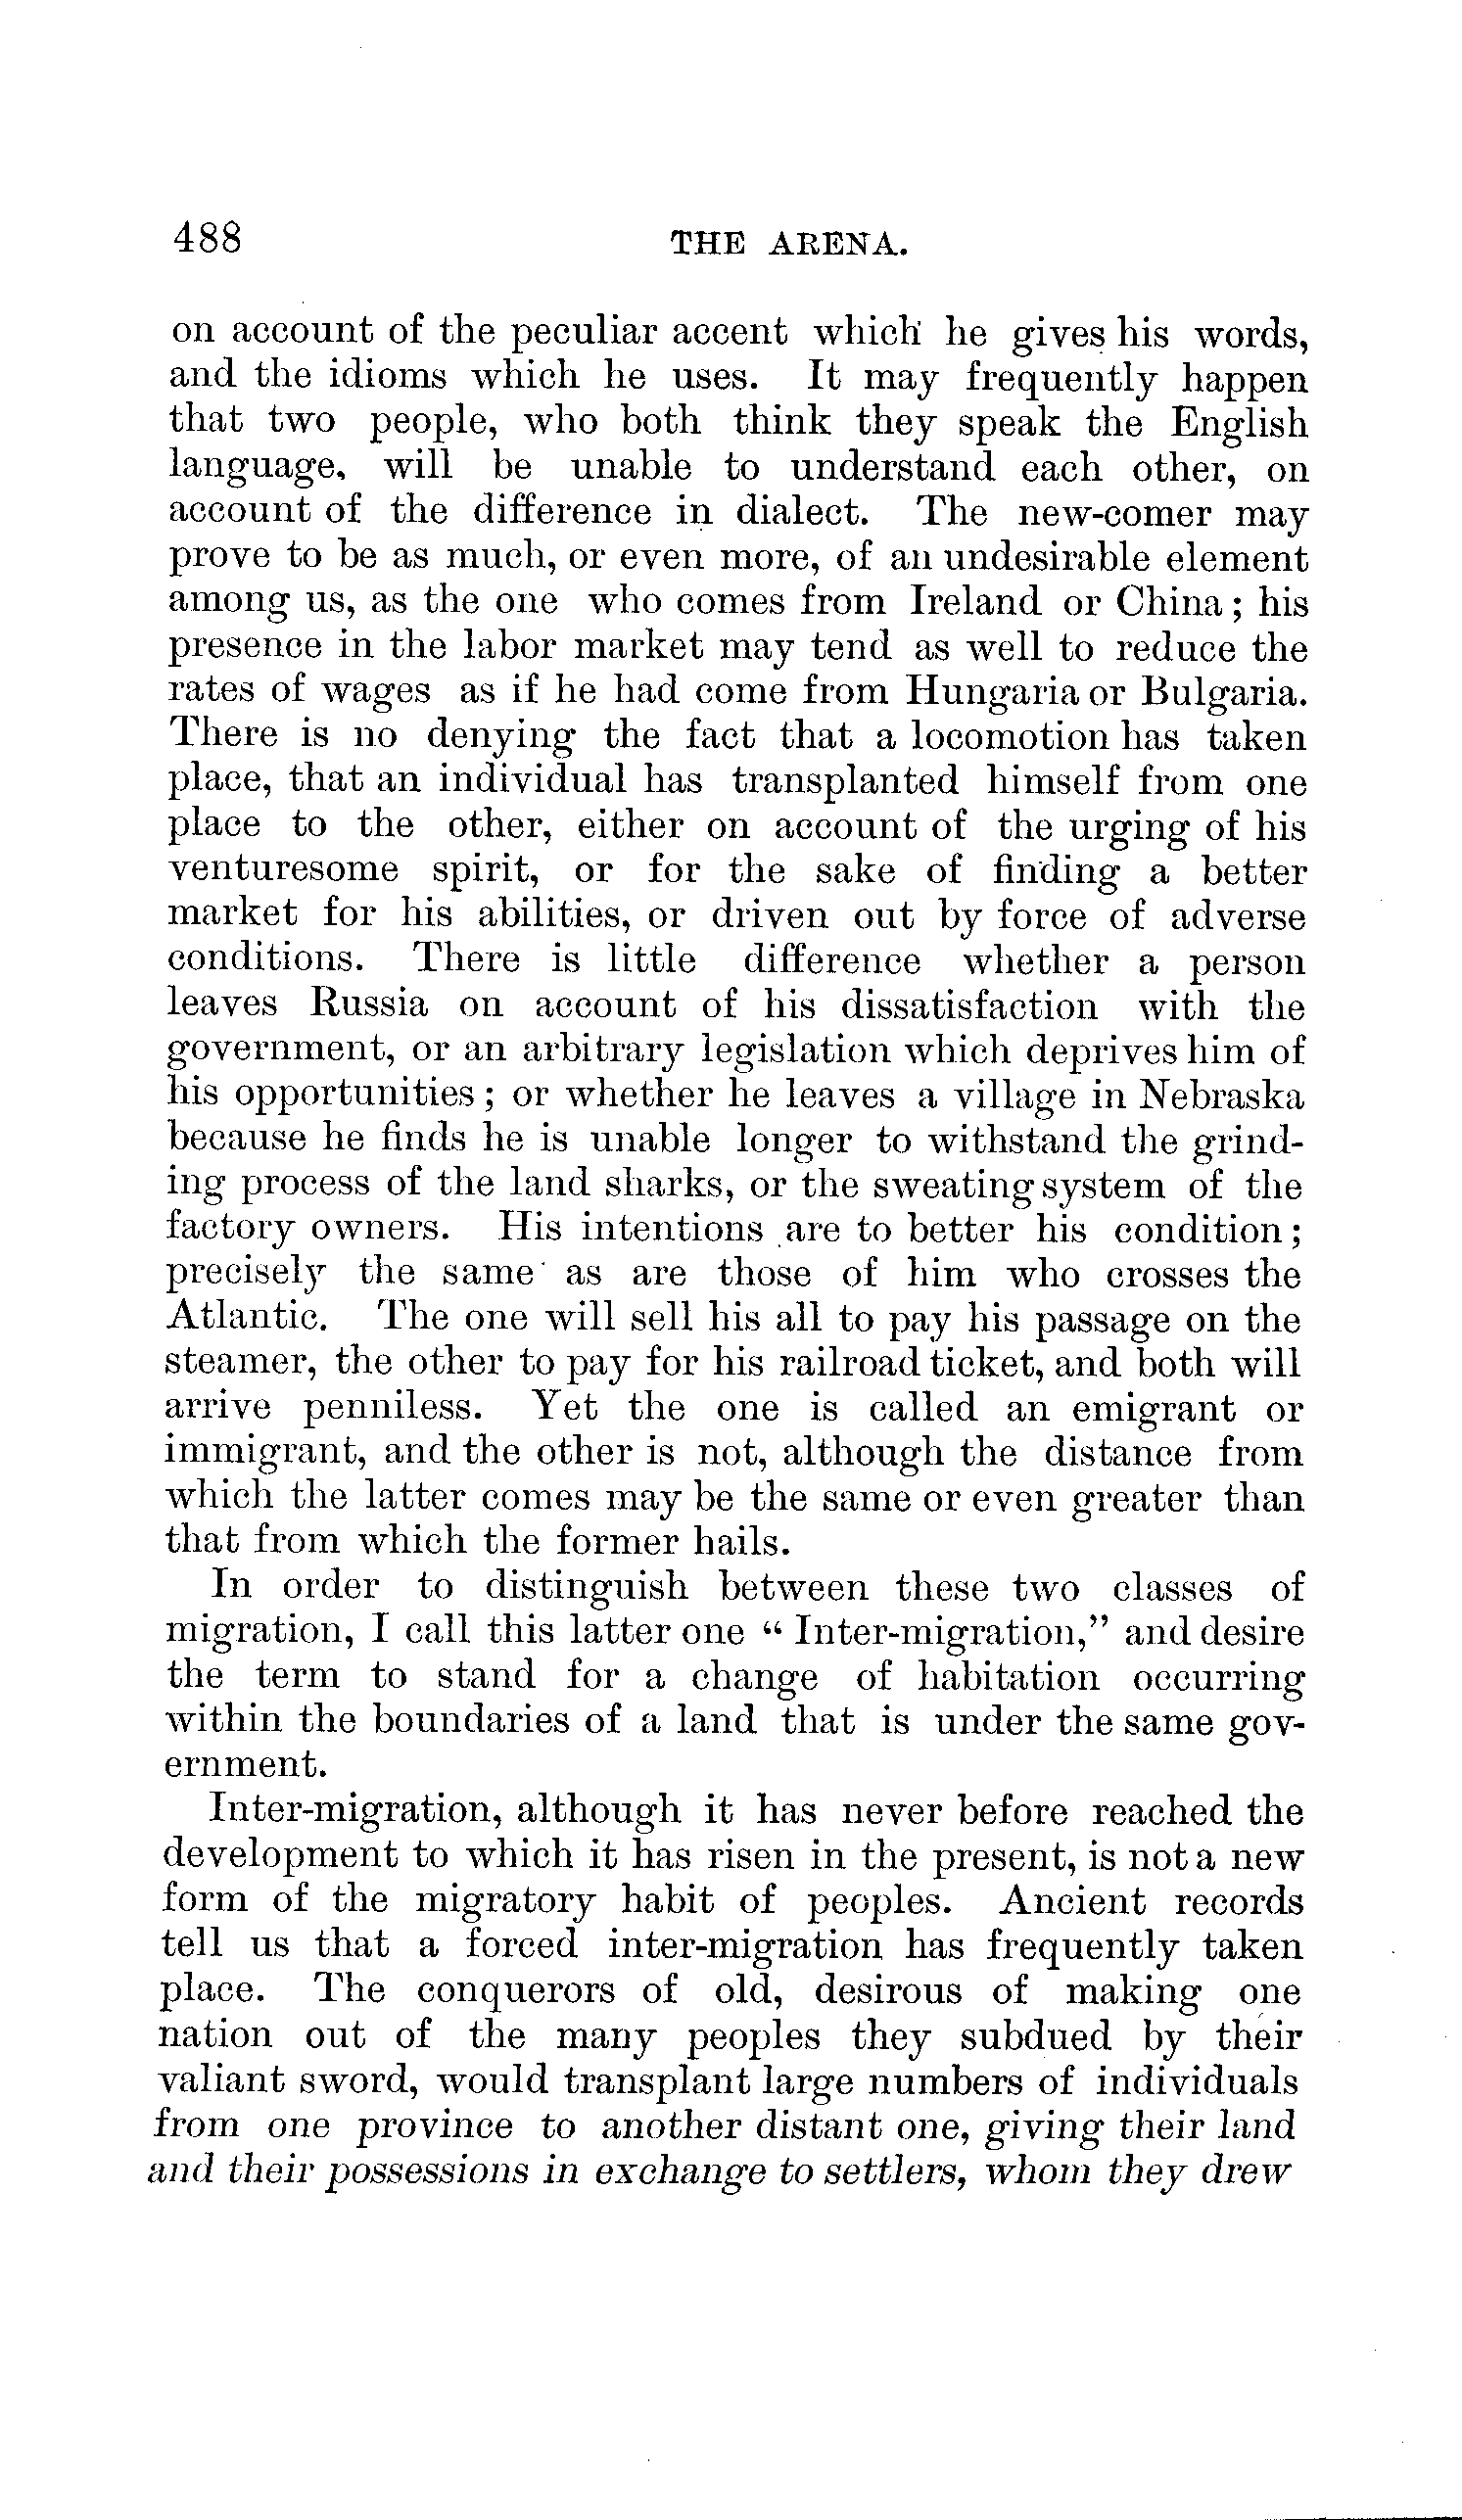 488 THE ARENA.
on account of the peculiar accent which he gives his words,
and the idioms which he uses. It may frequently happen
that two people, who both think they speak the English
language, will be unable to understand each other, on
account of the difference in dialect. The new-comer may
prove to be as much, or even more, of an undesirable element
among us, as the one who comes from Ireland or China; his
presence in the labor market may tend as well to reduce the
rates of wages as if he had come from Hungaria or Bulgaria.
There is no denying the fact that a locomotion has taken
place, that an individual has transplanted himself from one
place to the other, either on account of the urging of his
venturesome spirit, or for the sake of finding a better
market for his abilities, or driven out by force of adverse
conditions. There is little difference whether a person
leaves Russia on account of his dissatisfaction with the
government, or an arbitrary legislation which deprives him of
his opportunities; or whether he leaves a village in Nebraska
because he finds he is unable longer to withstand the grind-
ing process of the land sharks, or the sweating system of the
factory owners. His intentions are to better his condition;
precisely the same as are those of him who crosses the
Atlantic. The one will sell his all to pay his passage on the
steamer, the other to pay for his railroad ticket, and both will
arrive penniless. Yet the one is called an emigrant or
immigrant, and the other is not, although the distance from
which the latter comes may be the same or even greater than
that from which the former hails.
In order to distinguish between these two classes of
migration, I call this latter one “ Inter-migration,” and desire
the term to stand for a change of habitation occurring
within the boundaries of a land that is under the same gov-
ernment.
Inter-migration, although it has never before reached the
development to which it has risen in the present, is not a new
form of the migratory habit of peoples. Ancient records
tell us that a forced inter-migration has frequently taken
place. The conquerors of old, desirous of making one
nation out of the many peoples they subdued by their
valiant sword, would transplant large numbers of individuals
from one province to another distant one, giving their land
and their possessions in exchange to settlers, whom they drew